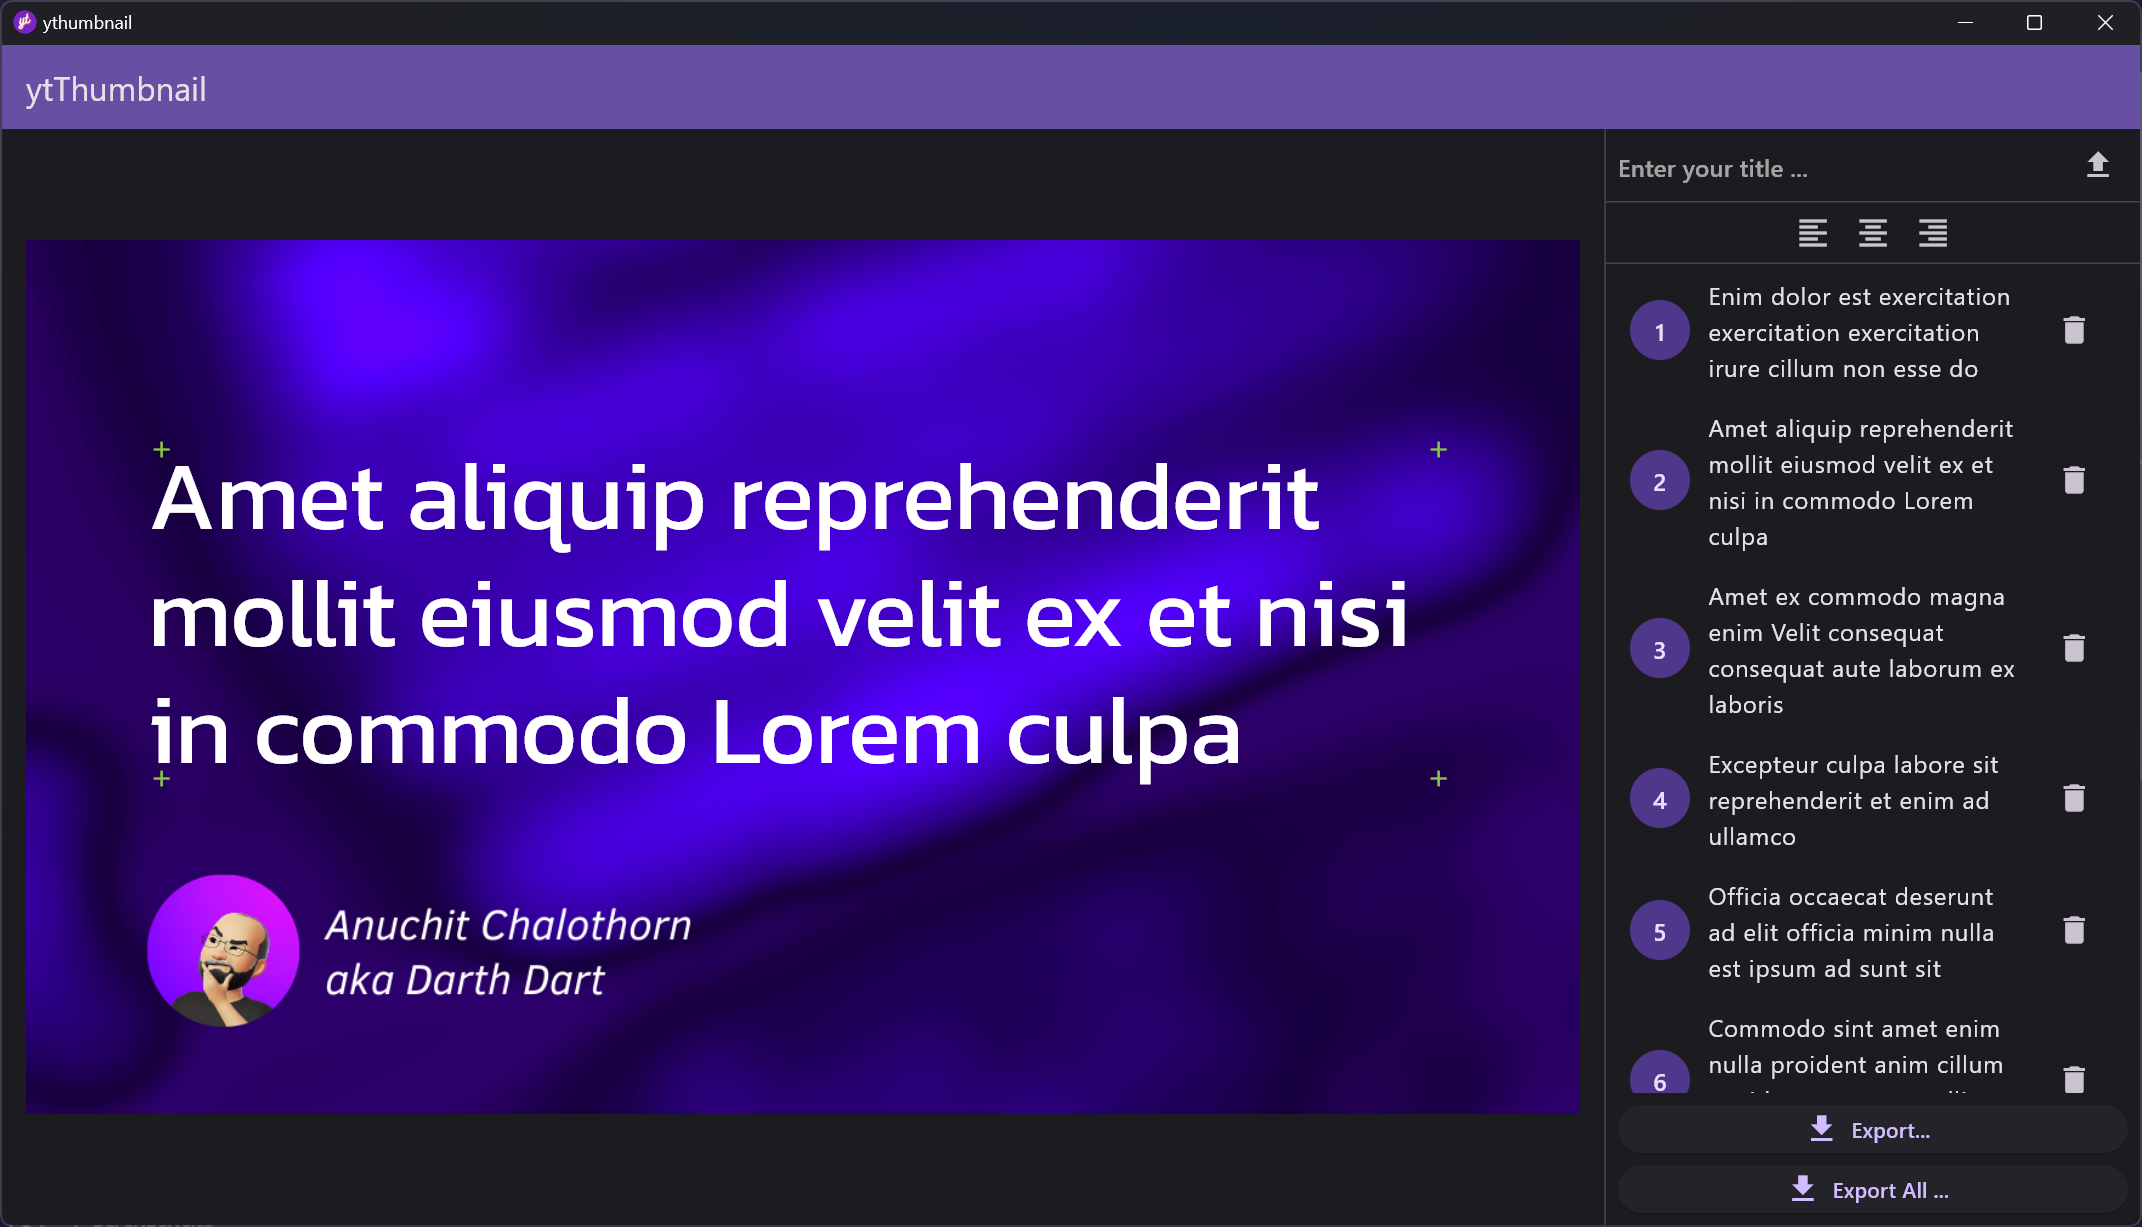 yt ythumbnail
ytThumbnail
Enter your title ...
Amet aliquip reprehenderit
mollit eiusmod velit ex et nisi
in commodo Lorem culpa
Anuchit Chalothorn
aka Darth Dart
1
Enim dolor est exercitation
exercitation exercitation
irure cillum non esse do
2
Amet aliquip reprehenderit
mollit eiusmod velit ex et
nisi in commodo Lorem
culpa
3
Amet ex commodo magna
enim Velit consequat
consequat aute laborum ex
laboris
4
Excepteur culpa labore sit
reprehenderit et enim ad
ullamco
5
Officia occaecat deserunt
ad elit officia minim nulla
est ipsum ad sunt sit
6
Commodo sint amet enim
nulla proident anim cillum
Export...
Export All ...